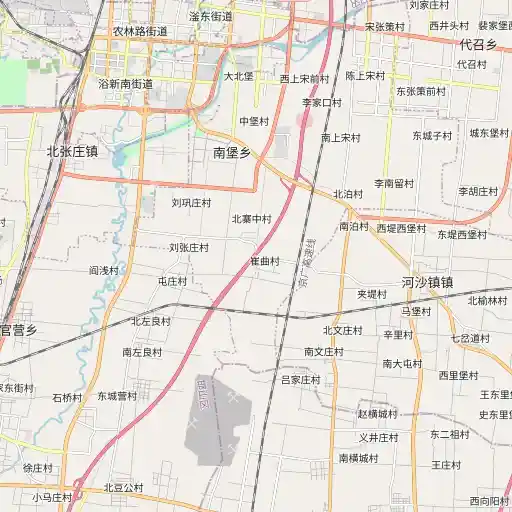 刘家庄村
滏东街道
宋张策村
西井头村
裴家堡西
农林路街道
代召乡
大北堡
西上宋前村
陈上宋村
代召村
浴新南街道
东张策前村
李家口村
中堡村
南上宋村
东城子村
城东堡村
北张庄镇
南堡乡
李南留村
北泊村
李胡庄村
刘巩庄村
北寨中村
南泊村
西堤西堡村
东堤西堡村
刘张庄村
京广高速线
阎浅村
崔曲村
屯庄村
河沙镇镇
夹堤村
北榆林村
马堡村
北左良村
官营乡
北文庄村
辛里村
七岔道村
南左良村
南文庄村
南大屯村
西里堡村
邯山区
吕家庄村
家东街村
石桥村
东城营村
王东里堡
赵横城村
史东里堡
义井庄村
东二祖村
徐庄村
南横城村
王庄村
小马庄村
北豆公村
西向阳村